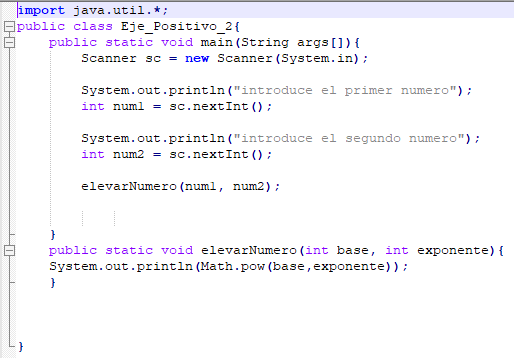 import java.util.*;
public class Eje_Positivo_2{
public static void main(String args[]){
Scanner sc = new Scanner(System.in);
System.out.println("introduce el primer numero");
int num1 = sc.nextInt();
System.out.println("introduce el segundo numero");
int num2 = sc.nextInt();
elevarNumero(num1, num2);
}
public static void elevarNumero(int base, int exponente){
System.out.println(Math.pow(base,exponente));
}
}